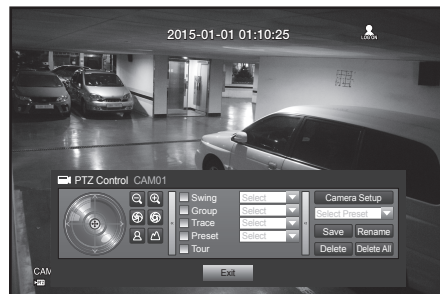 2015-01-01 01:10:25
LOG ON
PTZ Control CAM01
Swing Select
Group Select
Trace Select
Preset Select
Tour
Camera Setup
Select Preset
Save Rename
Delete Delete All
CAM
PTZ
Exit